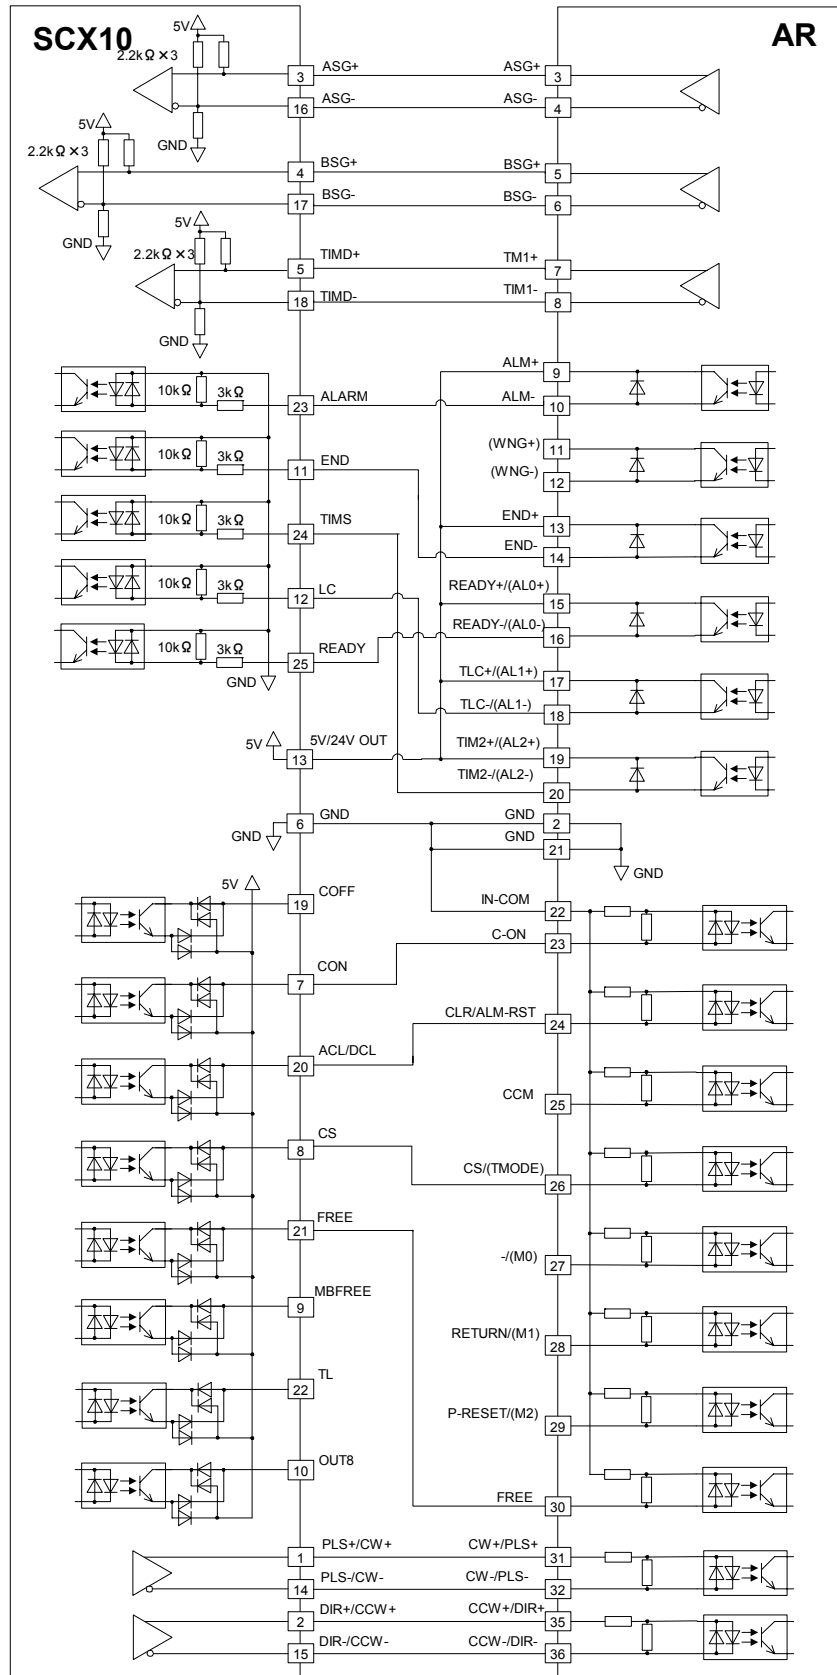 SCX10
AR
5V
2.2kΩ×3
3 ASG+ ASG+ 3
16 ASG- ASG- 4
GND
5V
2.2kΩ×3
4 BSG+ BSG+ 5
17 BSG- BSG- 6
GND
5V
2.2kΩ×3
5 TIMD+ TM1+ 7
18 TIMD- TIM1- 8
GND
ALM+ 9
10kΩ 3kΩ 23 ALARM ALM- 10
(WNG+) 11
10kΩ 3kΩ 11 END (WNG-) 12
END+ 13
10kΩ 3kΩ 24 TIMS END- 14
READY+/(AL0+) 15
10kΩ 3kΩ 12 LC READY-/(AL0-) 16
10kΩ 3kΩ 25 READY
GND
TLC+/(AL1+) 17
TLC-/(AL1-) 18
5V 13 5V/24V OUT TIM2+/(AL2+) 19
TIM2-/(AL2-) 20
GND 6 GND GND 2
GND 21
GND
5V
19 COFF IN-COM 22
C-ON 23
7 CON
CLR/ALM-RST 24
20 ACL/DCL
CCM 25
8 CS
CS/(TMODE) 26
21 FREE
-/(M0) 27
9 MBFREE
RETURN/(M1) 28
22 TL
P-RESET/(M2) 29
10 OUT8
FREE 30
1 PLS+/CW+ CW+/PLS+ 31
14 PLS-/CW- CW-/PLS- 32
2 DIR+/CCW+ CCW+/DIR+ 35
15 DIR-/CCW- CCW-/DIR- 36